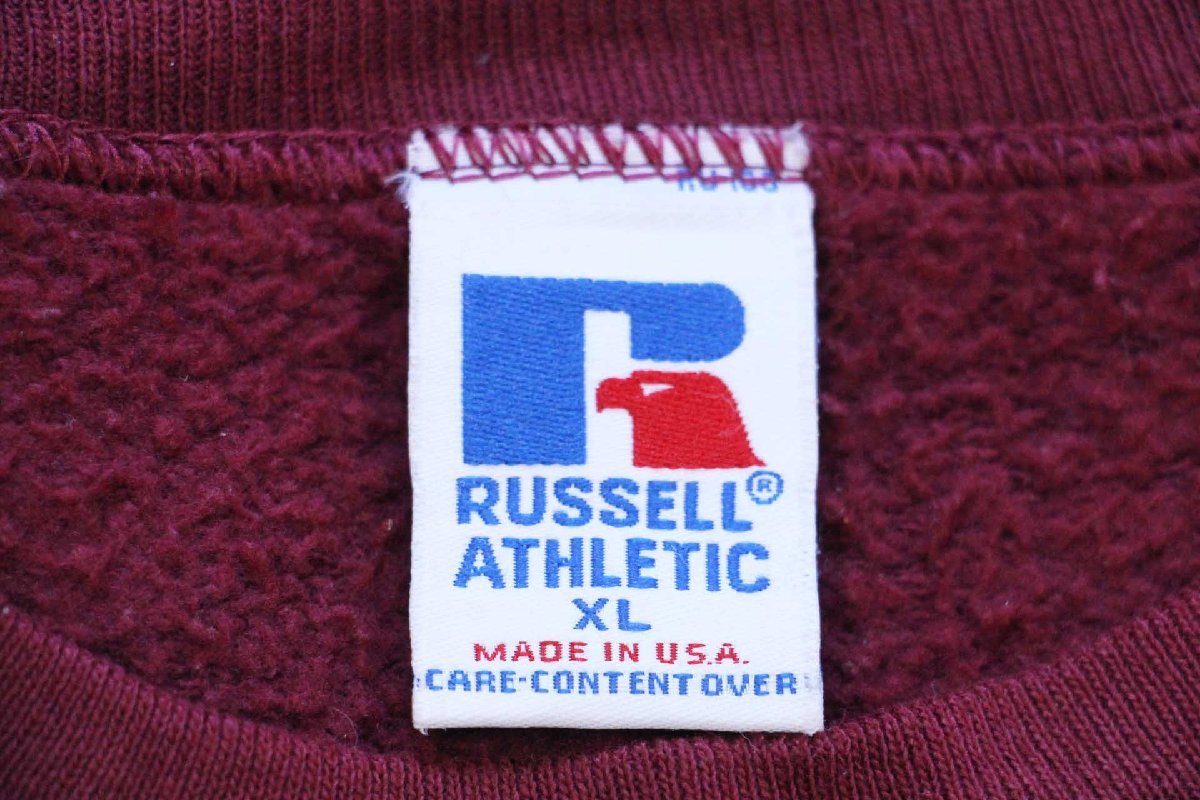 RUSSELL®
ATHLETIC
XL
MADE IN U.S.A.
CARE-CONTENT OVER